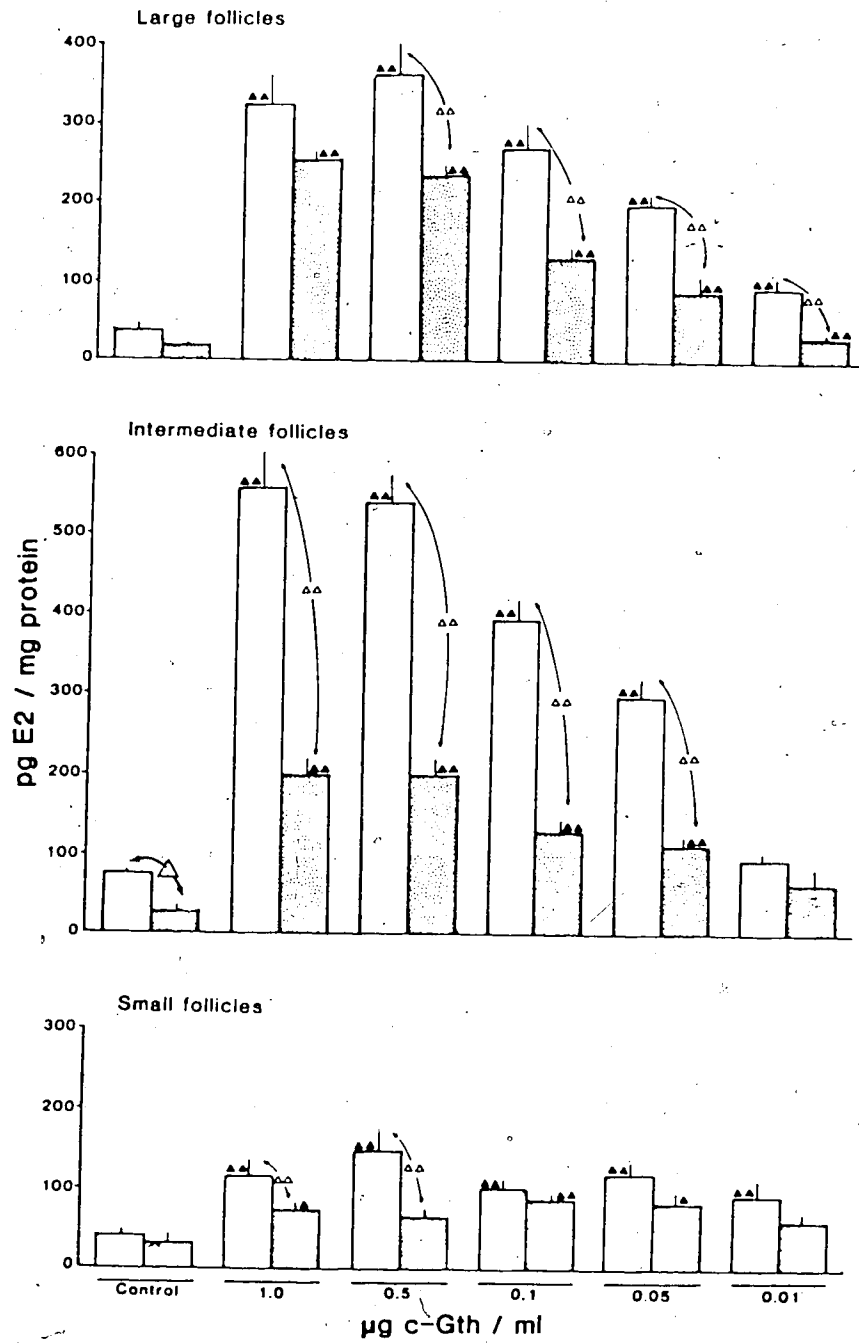 Large follicles
400
300
200
100
0
Intermediate follicles
600
500
400
300
200
100
0
pg E2 / mg protein
Small follicles
300
200
100
0
Control 1.0 0.5 0.1 0.05 0.01
µg c-Gth / ml